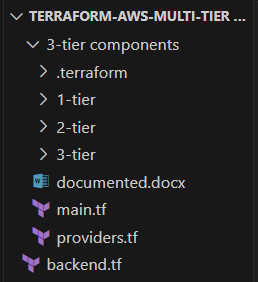 TERRAFORM-AWS-MULTI-TIER ...
3-tier components
.terraform
1-tier
2-tier
3-tier
documented.docx
main.tf
providers.tf
backend.tf